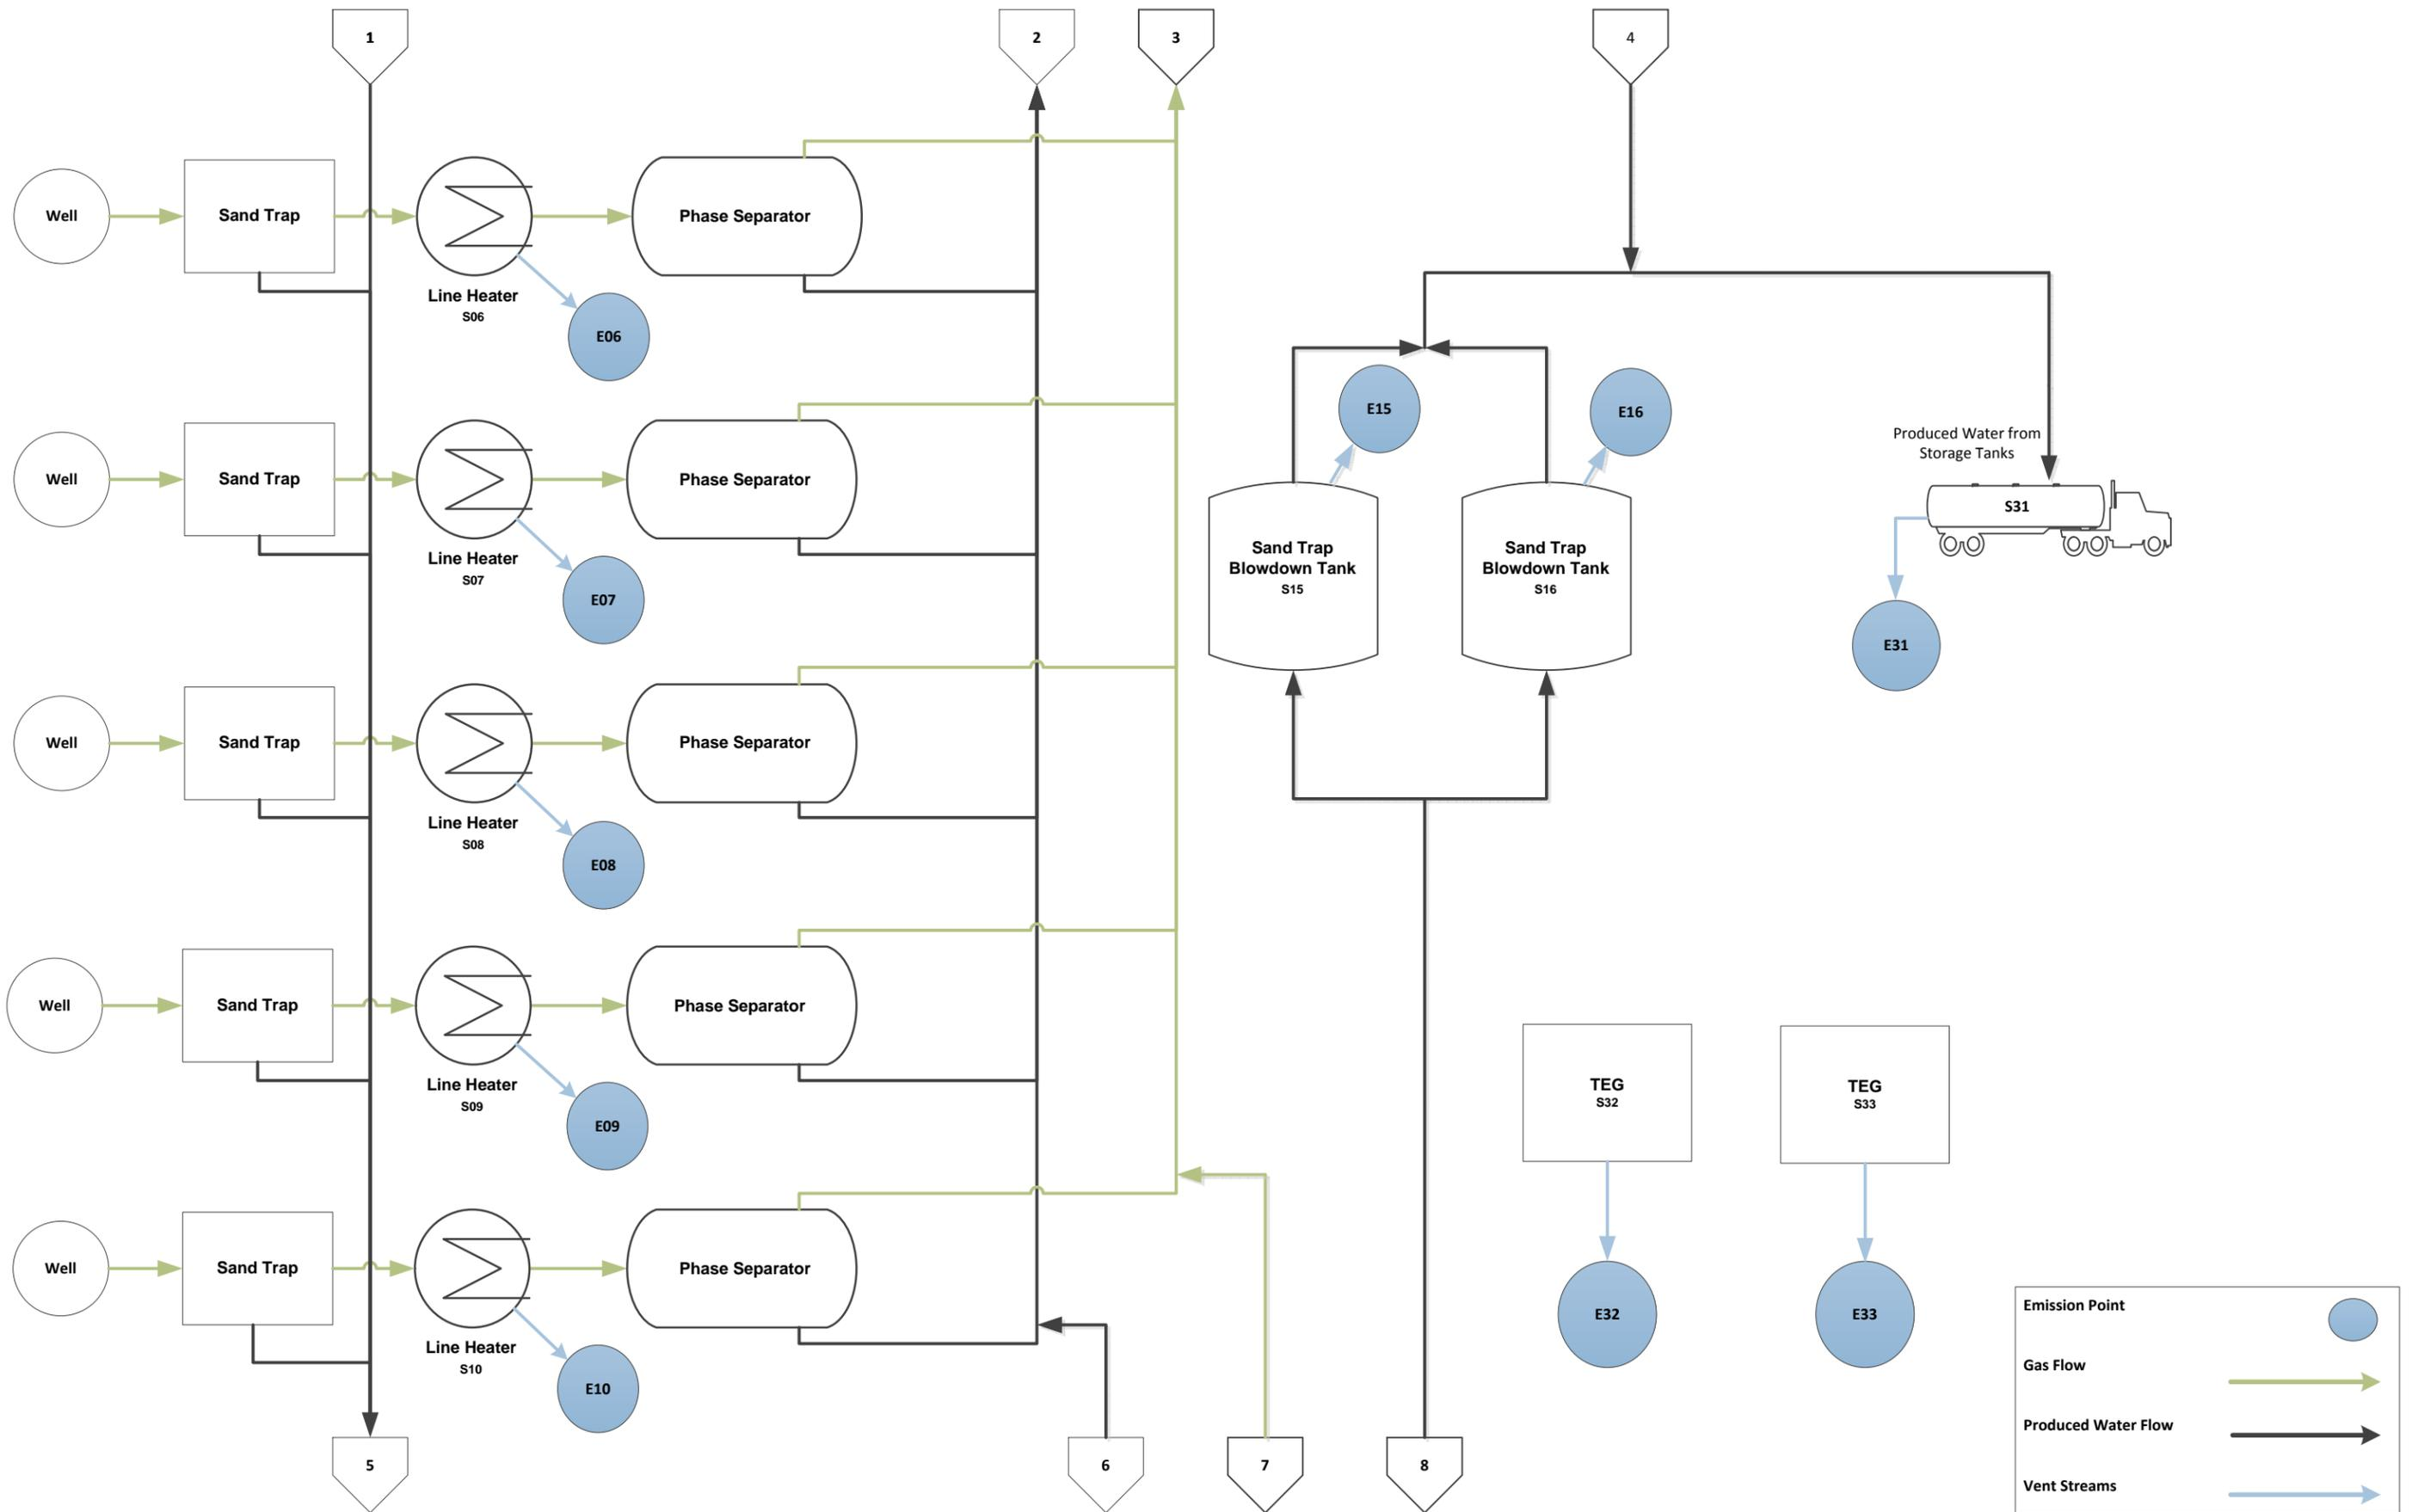 1
2
3
4
Well
Sand Trap
Phase Separator
Line Heater
S06
E06
Well
Sand Trap
Phase Separator
Line Heater
S07
E07
Well
Sand Trap
Phase Separator
Line Heater
S08
E08
Well
Sand Trap
Phase Separator
Line Heater
S09
E09
Well
Sand Trap
Phase Separator
Line Heater
S10
E10
E15
E16
Sand Trap
Blowdown Tank
S15
Sand Trap
Blowdown Tank
S16
Produced Water from
Storage Tanks
S31
E31
TEG
S32
TEG
S33
E32
E33
Emission Point
Gas Flow
Produced Water Flow
Vent Streams
5
6
7
8